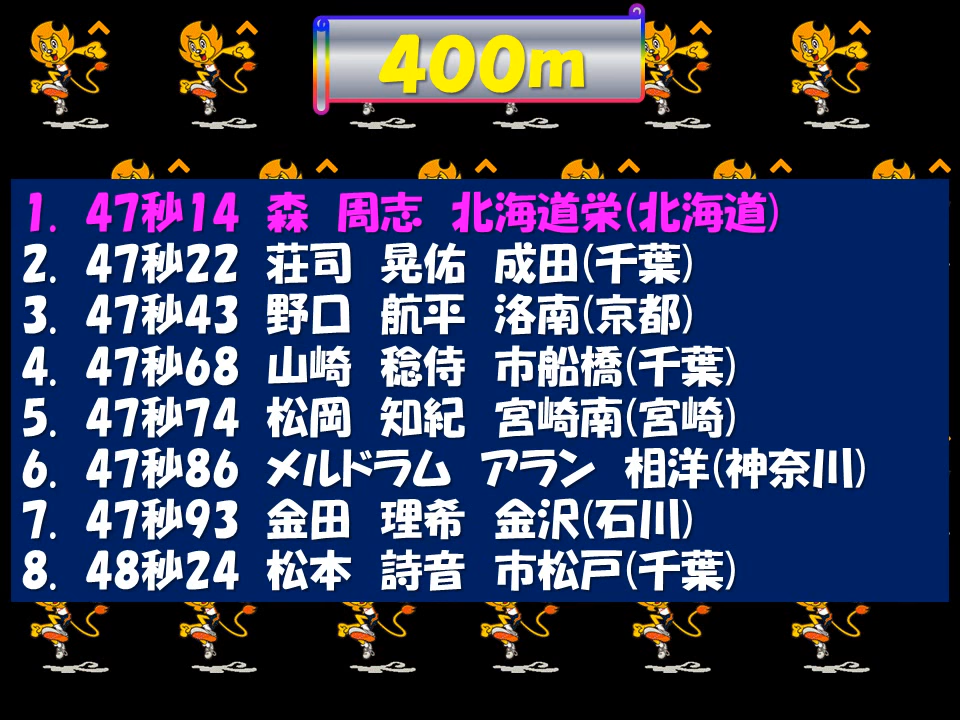 400m
1. 47秒14 森 周志 北海道栄(北海道)
2. 47秒22 荘司 晃佑 成田(千葉)
3. 47秒43 野口 航平 洛南(京都)
4. 47秒68 山崎 稔侍 市船橋(千葉)
5. 47秒74 松岡 知紀 宮崎南(宮崎)
6. 47秒86 メルドラム アラン 相洋(神奈川)
7. 47秒93 金田 理希 金沢(石川)
8. 48秒24 松本 詩音 市松戸(千葉)